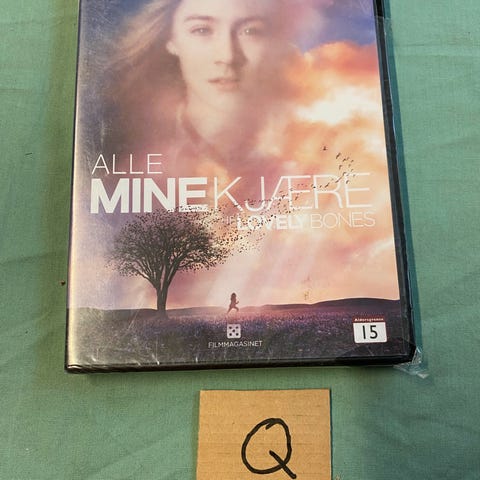 ALLE
MINE KJÆRE
THE LOVELY BONES
FILMMAGASINET
Aldersgrense
15
Q